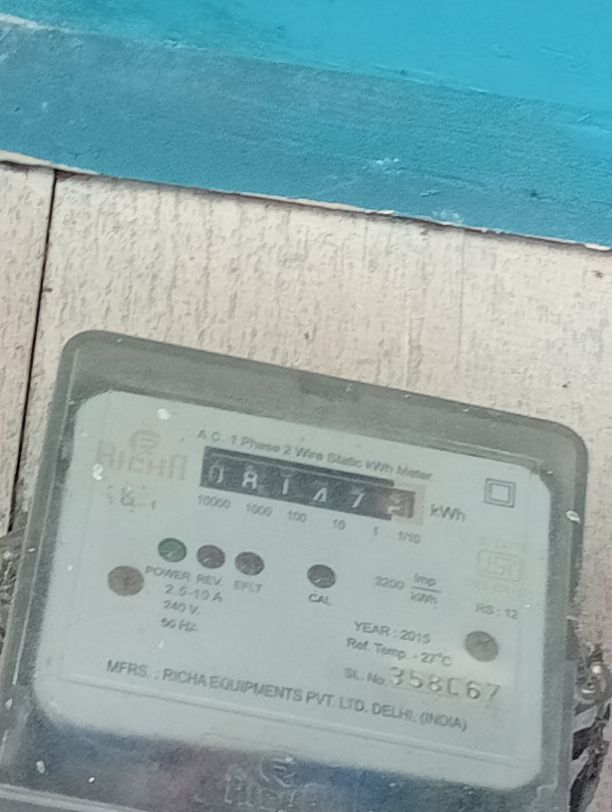 A.C. 1 Phase 2 Wire Static kWh Meter
RICHA
kWh
10000 1000 100 10 1 1/10
POWER REV. EFLT
CAL
3200 Imp
kWh
2.5-10 A
240 V.
50 Hz
RS : 12
YEAR : 2015
Ref. Temp. - 27°C
SL. No.
MFRS. : RICHA EQUIPMENTS PVT. LTD. DELHI, (INDIA)